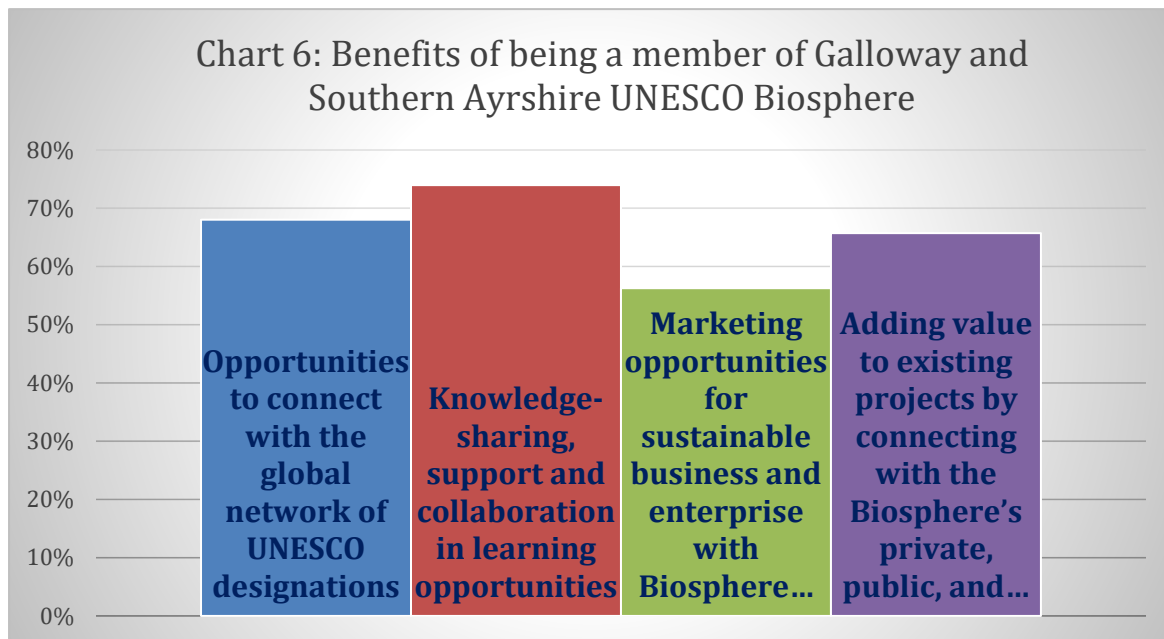 Chart 6: Benefits of being a member of Galloway and
Southern Ayrshire UNESCO Biosphere
80%
70%
60%
50%
40%
30%
20%
10%
0%
Opportunities
to connect
with the
global
network of
UNESCO
designations
Knowledge-
sharing,
support and
collaboration
in learning
opportunities
Marketing
opportunities
for
sustainable
business and
enterprise
with
Biosphere…
Adding value
to existing
projects by
connecting
with the
Biosphere’s
private,
public, and…